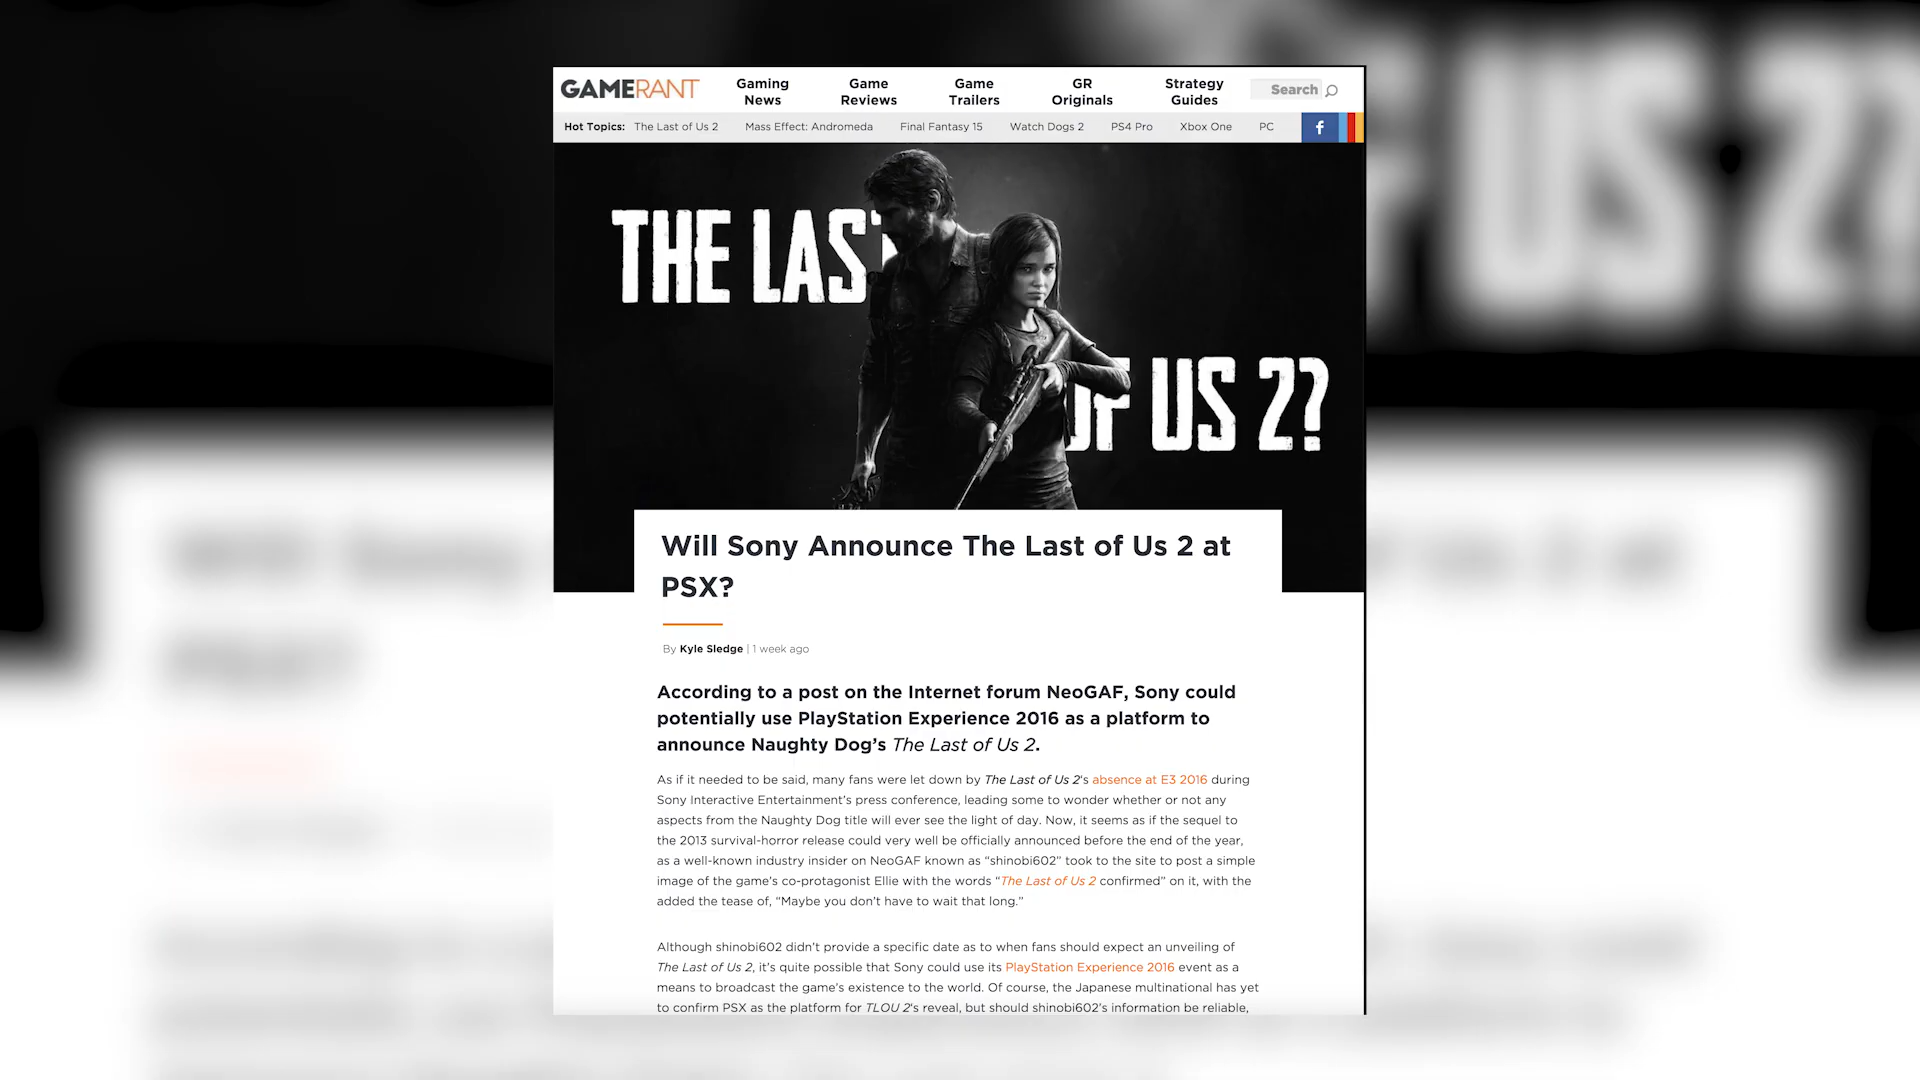 GAMERANT
Gaming News
Game Reviews
Game Trailers
GR Originals
Strategy Guides
Search
Hot Topics: The Last of Us 2 Mass Effect: Andromeda Final Fantasy 15 Watch Dogs 2 PS4 Pro Xbox One PC f
THE LAST
OF US 2?
Will Sony Announce The Last of Us 2 at
PSX?
By Kyle Sledge | 1 week ago
According to a post on the Internet forum NeoGAF, Sony could
potentially use PlayStation Experience 2016 as a platform to
announce Naughty Dog’s The Last of Us 2.
As if it needed to be said, many fans were let down by The Last of Us 2‘s absence at E3 2016 during
Sony Interactive Entertainment’s press conference, leading some to wonder whether or not any
aspects from the Naughty Dog title will ever see the light of day. Now, it seems as if the sequel to
the 2013 survival-horror release could very well be officially announced before the end of the year,
as a well-known industry insider on NeoGAF known as “shinobi602” took to the site to post a simple
image of the game’s co-protagonist Ellie with the words “The Last of Us 2 confirmed” on it, with the
added the tease of, “Maybe you don’t have to wait that long.”
Although shinobi602 didn’t provide a specific date as to when fans should expect an unveiling of
The Last of Us 2, it’s quite possible that Sony could use its PlayStation Experience 2016 event as a
means to broadcast the game’s existence to the world. Of course, the Japanese multinational has yet
to confirm PSX as the platform for TLOU 2‘s reveal, but should shinobi602’s information be reliable,